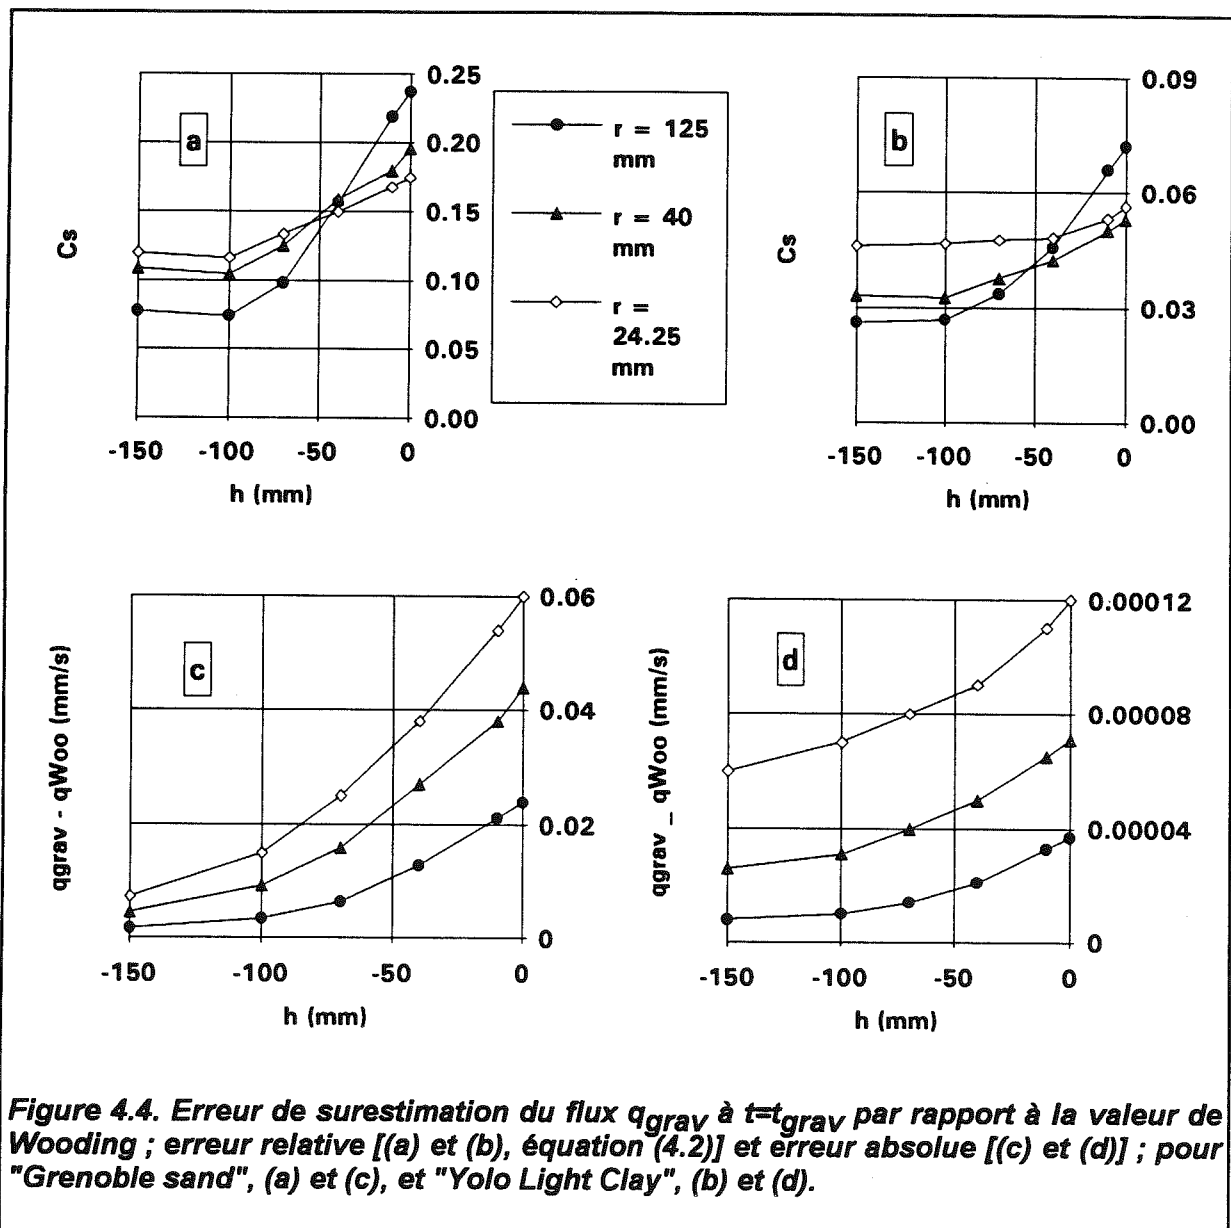 a
0.25
0.20
0.15
0.10
0.05
0.00
-150 -100 -50 0
h (mm)
Cs
r = 125
mm
r = 40
mm
r =
24.25
mm
b
0.09
0.06
0.03
0.00
-150 -100 -50 0
h (mm)
Cs
c
0.06
0.04
0.02
0
-150 -100 -50 0
h (mm)
qgrav - qWoo (mm/s)
d
0.00012
0.00008
0.00004
0
-150 -100 -50 0
h (mm)
qgrav _ qWoo (mm/s)
Figure 4.4. Erreur de surestimation du flux qgrav à t=tgrav par rapport à la valeur de
Wooding ; erreur relative [(a) et (b), équation (4.2)] et erreur absolue [(c) et (d)] ; pour
"Grenoble sand", (a) et (c), et "Yolo Light Clay", (b) et (d).